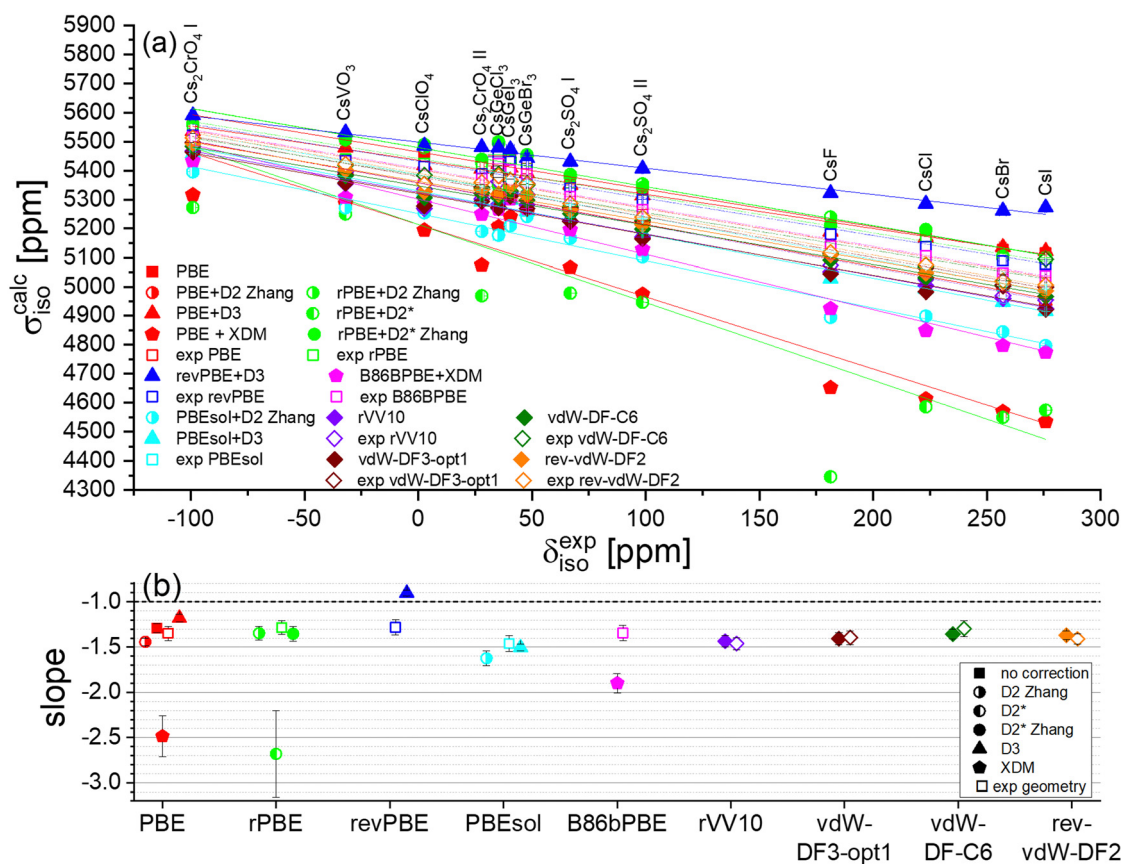 (a)
5900
5800
5700
5600
5500
5400
5300
5200
5100
5000
4900
4800
4700
4600
4500
4400
4300
σ_iso^calc [ppm]
Cs₂CrO₄ I
CsVO₃
CsClO₄
Cs₂CrO₄ II
CsGeCl₃
CsGeI₃
CsGeBr₃
Cs₂SO₄ I
Cs₂SO₄ II
CsF
CsCl
CsBr
CsI
PBE
PBE+D2 Zhang
rPBE+D2 Zhang
PBE+D3
rPBE+D2*
PBE + XDM
rPBE+D2* Zhang
exp PBE
exp rPBE
revPBE+D3
B86BPBE+XDM
exp revPBE
exp B86BPBE
PBEsol+D2 Zhang
rVV10
vdW-DF-C6
PBEsol+D3
exp rVV10
exp vdW-DF-C6
exp PBEsol
vdW-DF3-opt1
rev-vdW-DF2
exp vdW-DF3-opt1
exp rev-vdW-DF2
-100
-50
0
50
100
150
200
250
300
δ_iso^exp [ppm]
(b)
-1.0
-1.5
-2.0
-2.5
-3.0
slope
no correction
D2 Zhang
D2*
D2* Zhang
D3
XDM
exp geometry
PBE
rPBE
revPBE
PBEsol
B86bPBE
rVV10
vdW-
DF3-opt1
vdW-
DF-C6
rev-
vdW-DF2